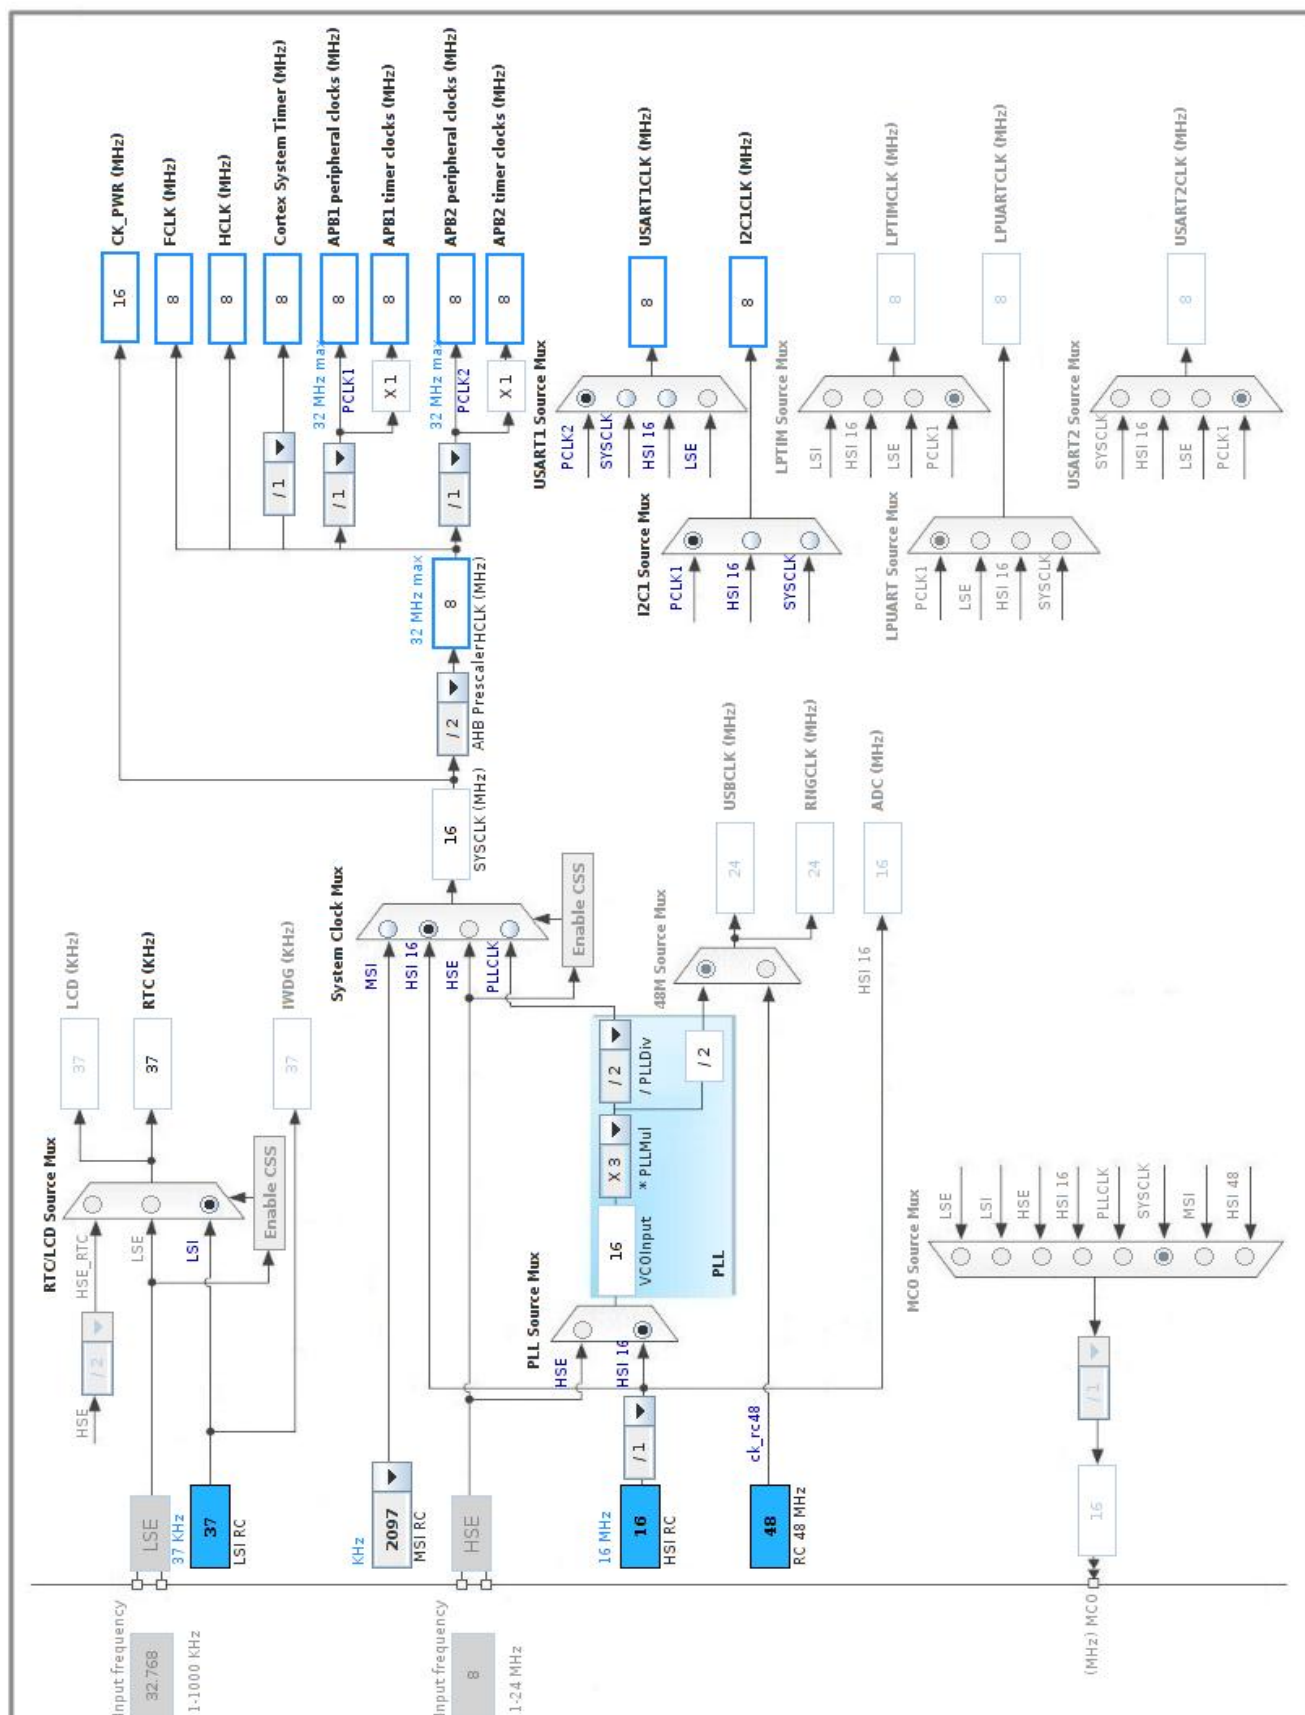 Input frequency
32.768
1-1000 KHz
LSE
37 KHz
37
LSI RC
HSE
/ 2
HSE_RTC
LSE
LSI
RTC/LCD Source Mux
Enable CSS
37
LCD (KHz)
37
RTC (KHz)
37
IWDG (KHz)
KHz
2097
MSI RC
Input frequency
8
1-24 MHz
HSE
16 MHz
16
HSI RC
/ 1
48
RC 48 MHz
ck_rc48
PLL Source Mux
HSE
HSI 16
16
VCOInput
X 3
* PLLMul
/ 2
/ PLLDiv
/ 2
PLL
System Clock Mux
MSI
HSI 16
HSE
PLLCLK
Enable CSS
48M Source Mux
24
USBCLK (MHz)
24
RNGCLK (MHz)
HSI 16
16
ADC (MHz)
16
SYSCLK (MHz)
/ 2
AHB Prescaler
32 MHz max
8
HCLK (MHz)
16
CK_PWR (MHz)
8
FCLK (MHz)
8
HCLK (MHz)
/ 1
8
Cortex System Timer (MHz)
/ 1
32 MHz max
PCLK1
8
APB1 peripheral clocks (MHz)
X 1
8
APB1 timer clocks (MHz)
/ 1
32 MHz max
PCLK2
8
APB2 peripheral clocks (MHz)
X 1
8
APB2 timer clocks (MHz)
USART1 Source Mux
PCLK2
SYSCLK
HSI 16
LSE
8
USART1CLK (MHz)
I2C1 Source Mux
PCLK1
HSI 16
SYSCLK
8
I2C1CLK (MHz)
LPTIM Source Mux
LSI
HSI 16
LSE
PCLK1
8
LPTIMCLK (MHz)
LPUART Source Mux
PCLK1
LSE
HSI 16
SYSCLK
8
LPUARTCLK (MHz)
USART2 Source Mux
SYSCLK
HSI 16
LSE
PCLK1
8
USART2CLK (MHz)
MCO Source Mux
LSE
LSI
HSE
HSI 16
PLLCLK
SYSCLK
MSI
HSI 48
/ 1
16
(MHz) MCO